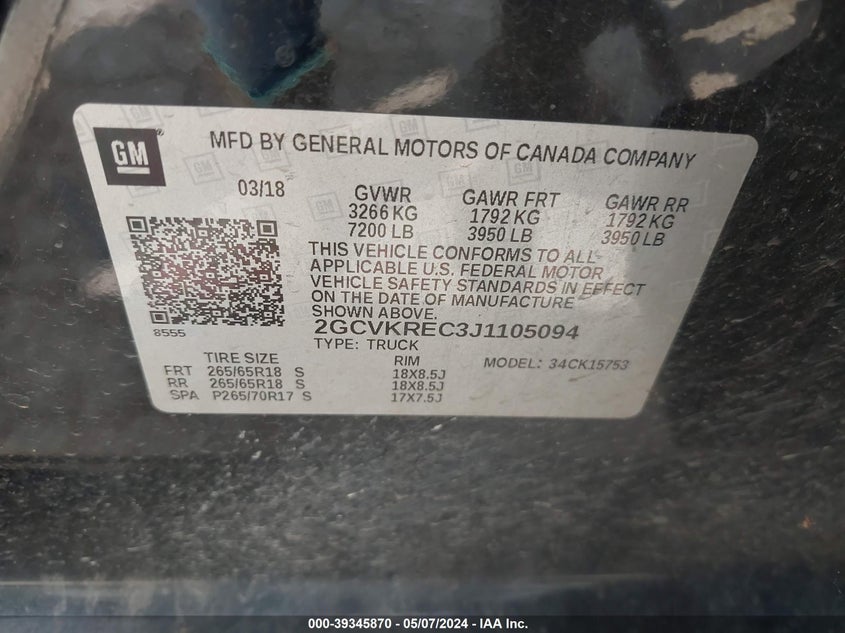 GM
MFD BY GENERAL MOTORS OF CANADA COMPANY
03/18
GVWR GAWR FRT GAWR RR
3266 KG 1792 KG 1792 KG
7200 LB 3950 LB 3950 LB
THIS VEHICLE CONFORMS TO ALL
APPLICABLE U.S. FEDERAL MOTOR
VEHICLE SAFETY STANDARDS IN EFFECT
ON THE DATE OF MANUFACTURE
SHOWN ABOVE.
8555
2GCVKREC3J1105094
TYPE: TRUCK MODEL: 34CK15753
TIRE SIZE RIM
FRT 265/65R18 S 18X8.5J
RR 265/65R18 S 18X8.5J
SPA P265/70R17 S 17X7.5J
000-39345870 - 05/07/2024 - IAA Inc.